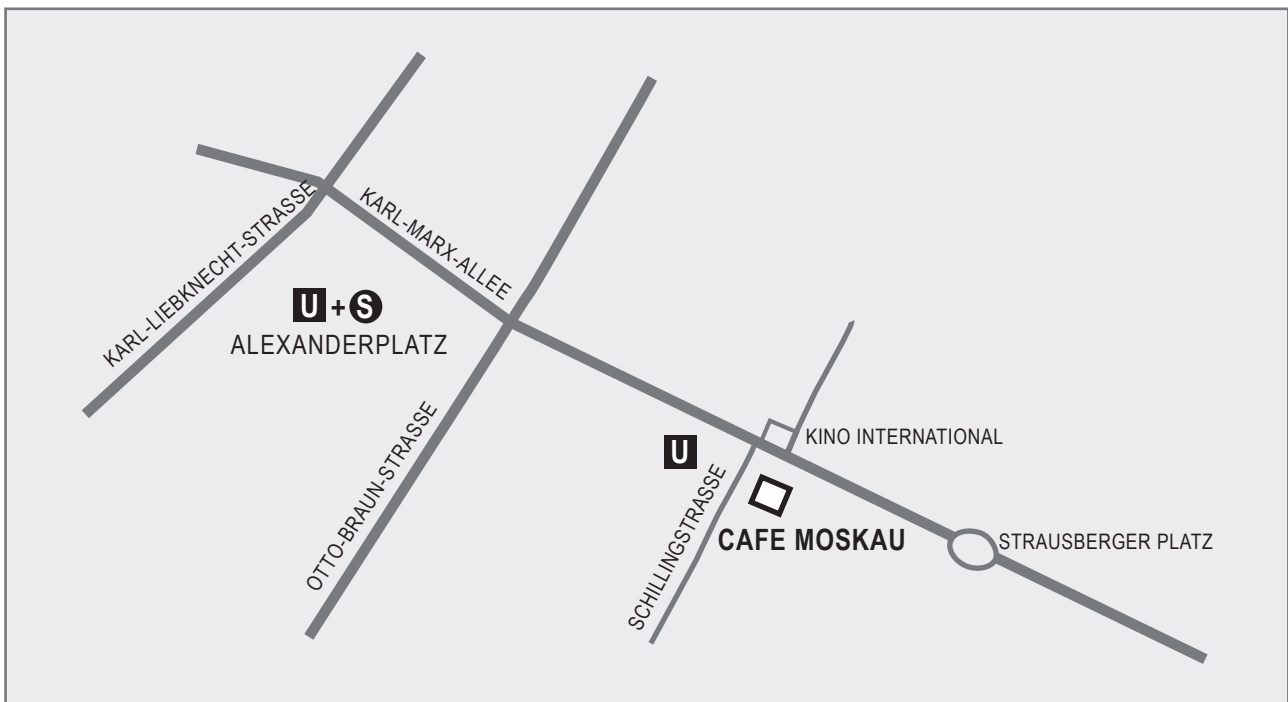 KARL-LIEBKNECHT-STRASSE
KARL-MARX-ALLEE
U + S
ALEXANDERPLATZ
OTTO-BRAUN-STRASSE
U
SCHILLINGSTRASSE
KINO INTERNATIONAL
CAFE MOSKAU
STRAUSBERGER PLATZ